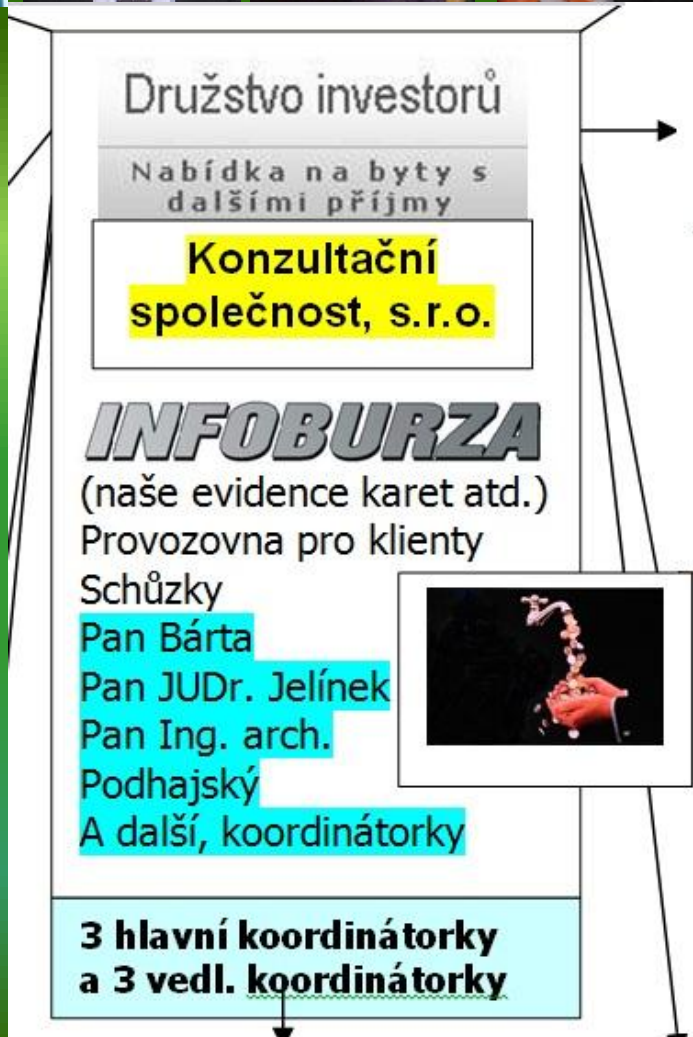 Družstvo investorů
Nabídka na byty s
dalšími příjmy
Konzultační
společnost, s.r.o.
INFOBURZA
(naše evidence karet atd.)
Provozovna pro klienty
Schůzky
Pan Bárta
Pan JUDr. Jelínek
Pan Ing. arch.
Podhajský
A další, koordinátorky
3 hlavní koordinátorky
a 3 vedl. koordinátorky